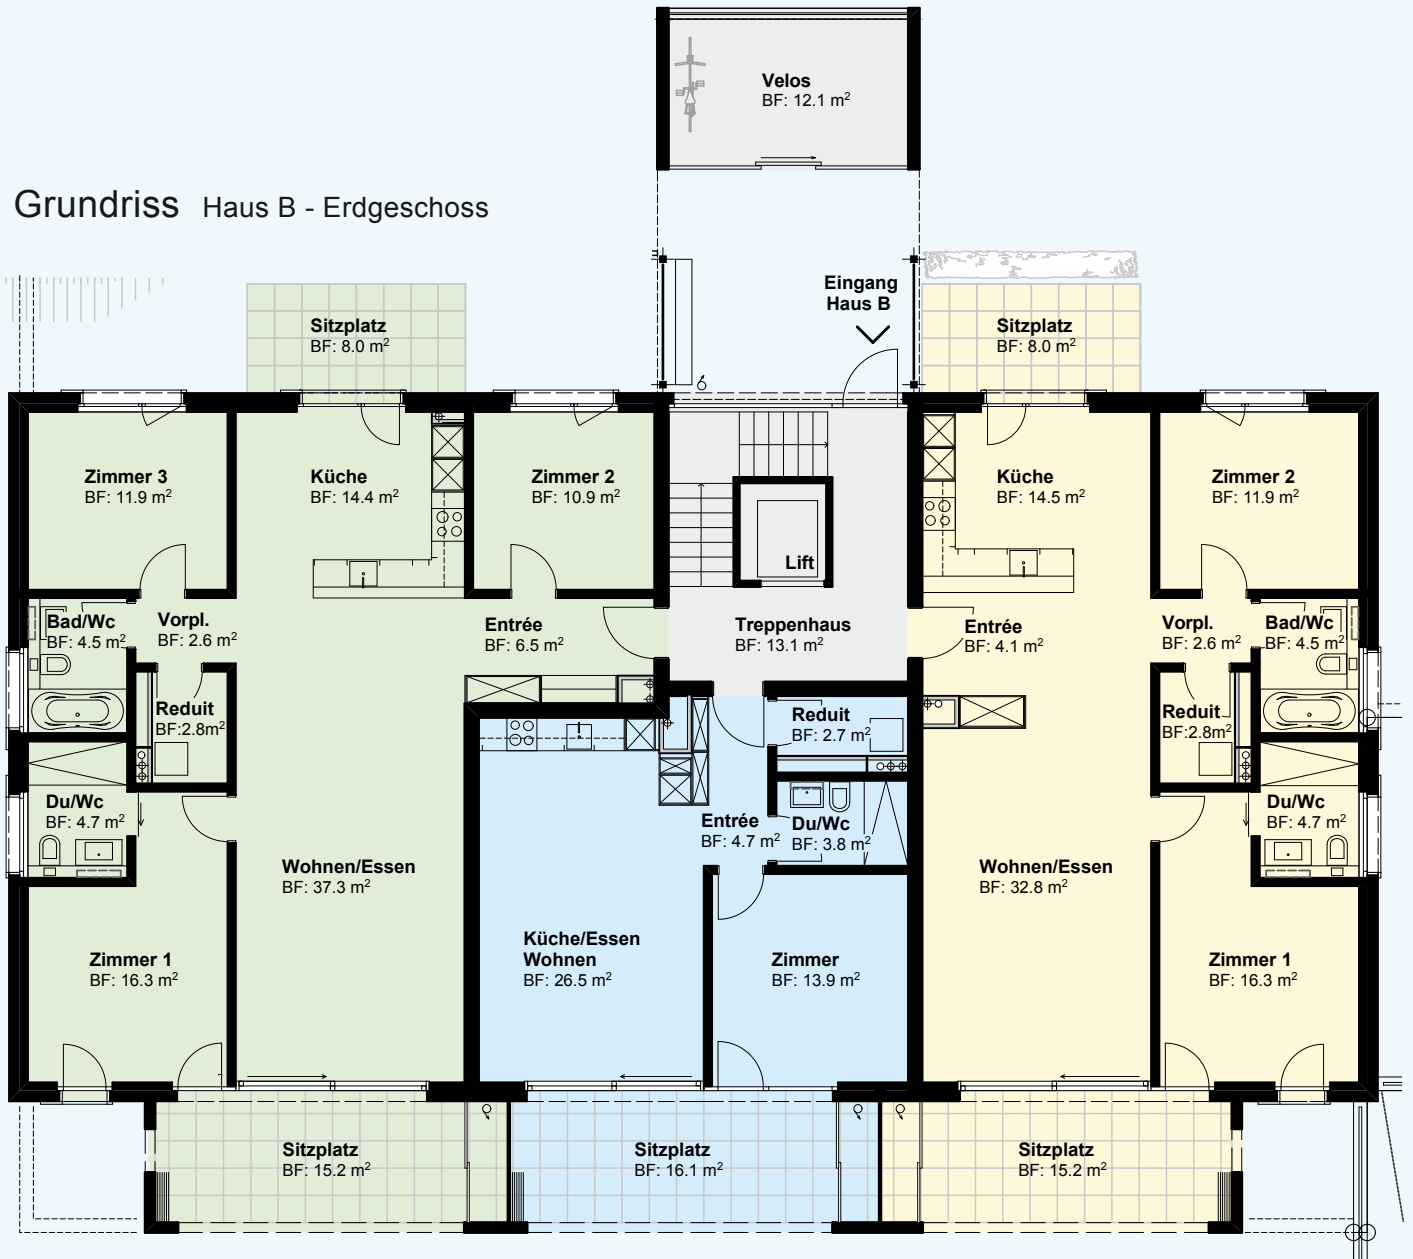 Velos
BF: 12.1 m²
Grundriss Haus B - Erdgeschoss
Eingang
Haus B
Sitzplatz
BF: 8.0 m²
Sitzplatz
BF: 8.0 m²
Zimmer 3
BF: 11.9 m²
Küche
BF: 14.4 m²
Zimmer 2
BF: 10.9 m²
Lift
Küche
BF: 14.5 m²
Zimmer 2
BF: 11.9 m²
Bad/Wc
BF: 4.5 m²
Vorpl.
BF: 2.6 m²
Entrée
BF: 6.5 m²
Treppenhaus
BF: 13.1 m²
Entrée
BF: 4.1 m²
Vorpl.
BF: 2.6 m²
Bad/Wc
BF: 4.5 m²
Reduit
BF:2.8m²
Reduit
BF: 2.7 m²
Reduit
BF:2.8m²
Du/Wc
BF: 4.7 m²
Entrée
BF: 4.7 m²
Du/Wc
BF: 3.8 m²
Du/Wc
BF: 4.7 m²
Wohnen/Essen
BF: 37.3 m²
Wohnen/Essen
BF: 32.8 m²
Zimmer 1
BF: 16.3 m²
Küche/Essen
Wohnen
BF: 26.5 m²
Zimmer
BF: 13.9 m²
Zimmer 1
BF: 16.3 m²
Sitzplatz
BF: 15.2 m²
Sitzplatz
BF: 16.1 m²
Sitzplatz
BF: 15.2 m²